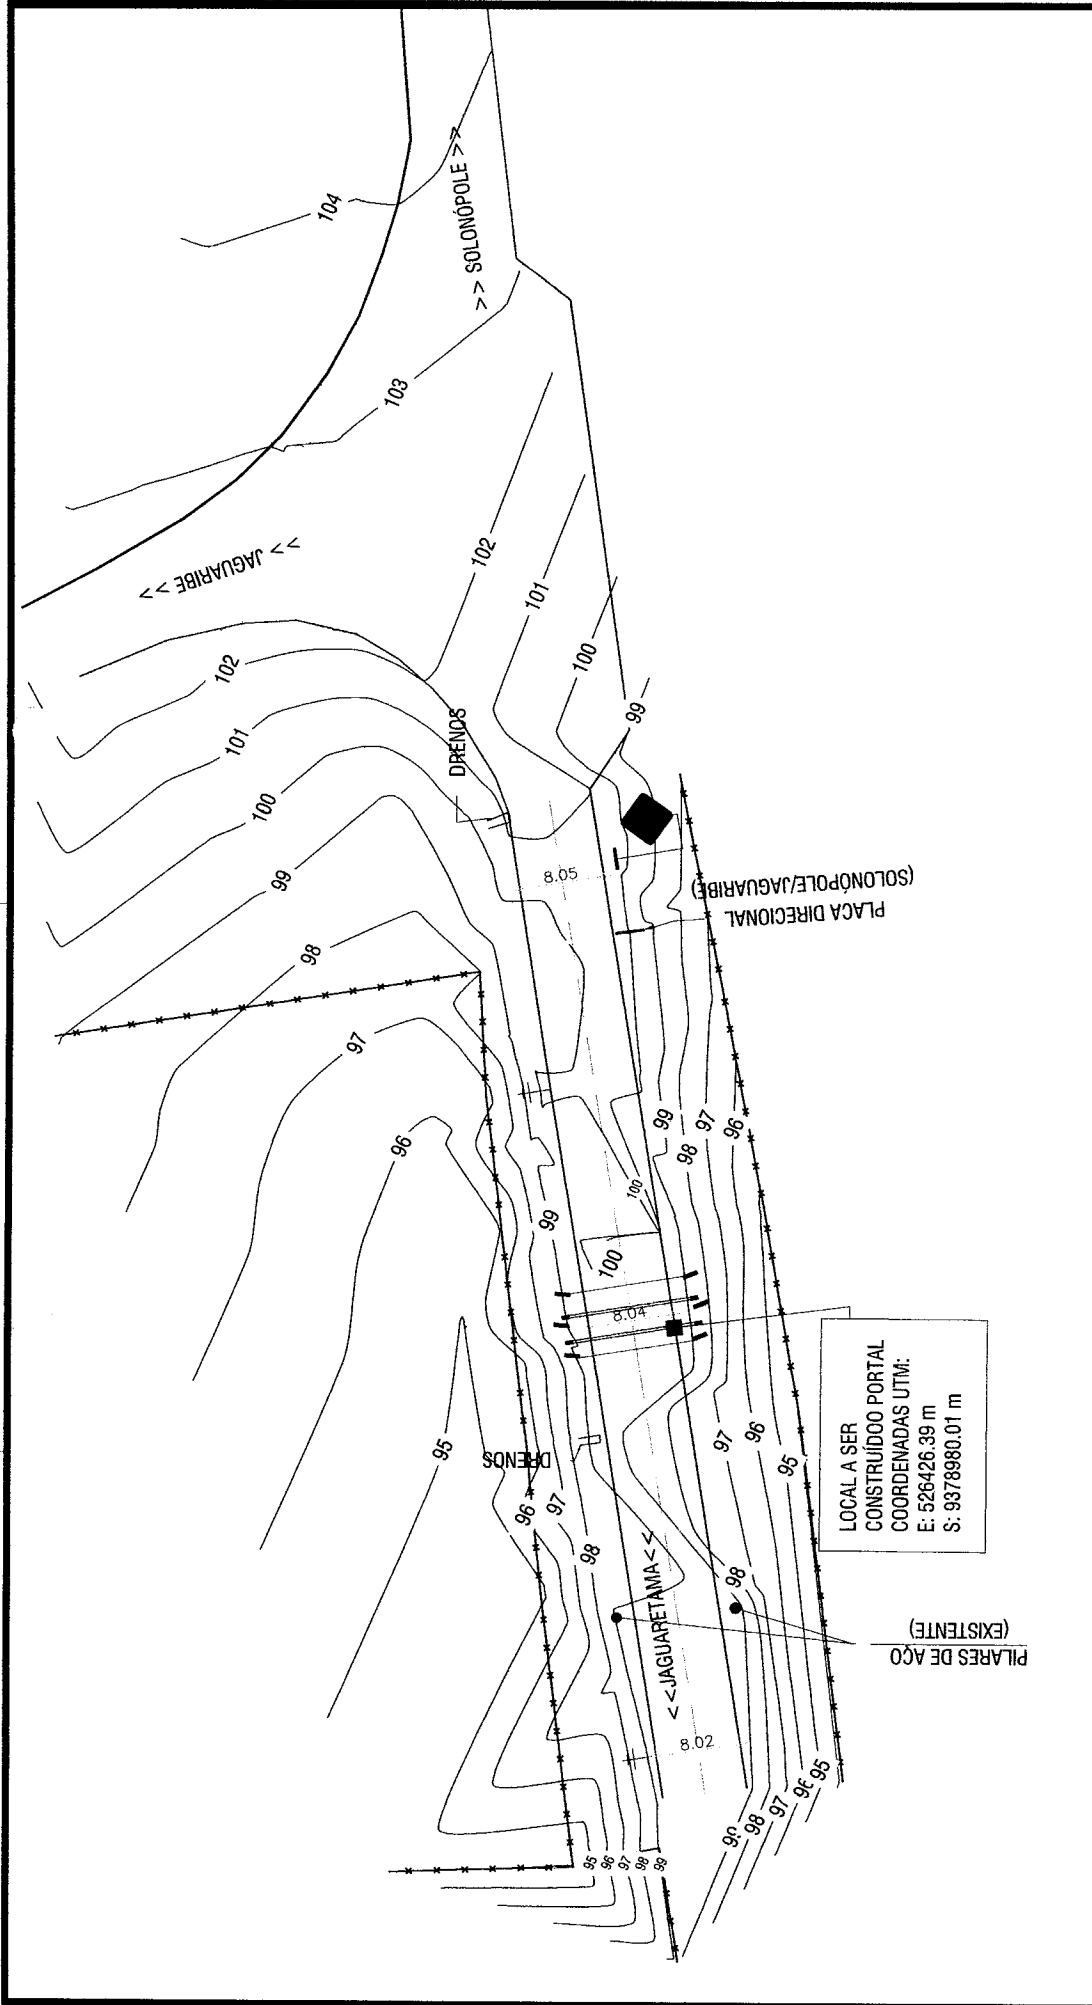 104
>> SOLONÓPOLE >>
103
>> JAGUARIBE >>
102
101
100
99
102
101
100
99
98
97
96
95
DRENOS
8.05
PLACA DIRECIONAL
(SOLONÓPOLE/JAGUARIBE)
99
98
97
96
99
100
100
8.04
LOCAL A SER
CONSTRUÍDOO PORTAL
COORDENADAS UTM:
E: 526426.39 m
S: 9378980.01 m
DRENOS
96
97
98
97
96
95
98
<<JAGUARETAMA<<
PILARES DE AÇO
(EXISTENTE)
8.02
95
96
97
98
99
98
97
96
95